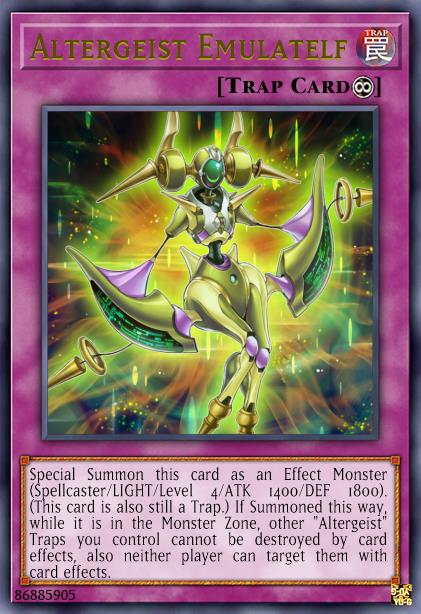 ALTERGEIST EMULATELF
TRAP
罠
[TRAP CARD]
Special Summon this card as an Effect Monster
(Spellcaster/LIGHT/Level 4/ATK 1400/DEF 1800).
(This card is also still a Trap.) If Summoned this way,
while it is in the Monster Zone, other "Altergeist"
Traps you control cannot be destroyed by card
effects, also neither player can target them with
card effects.
86885905